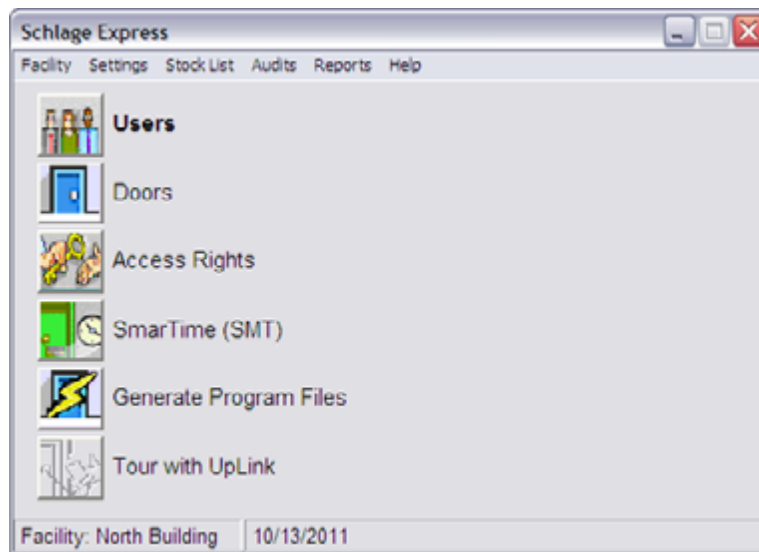 Schlage Express
Facility Settings Stock List Audits Reports Help
Users
Doors
Access Rights
SmarTime (SMT)
Generate Program Files
Tour with UpLink
Facility: North Building 10/13/2011